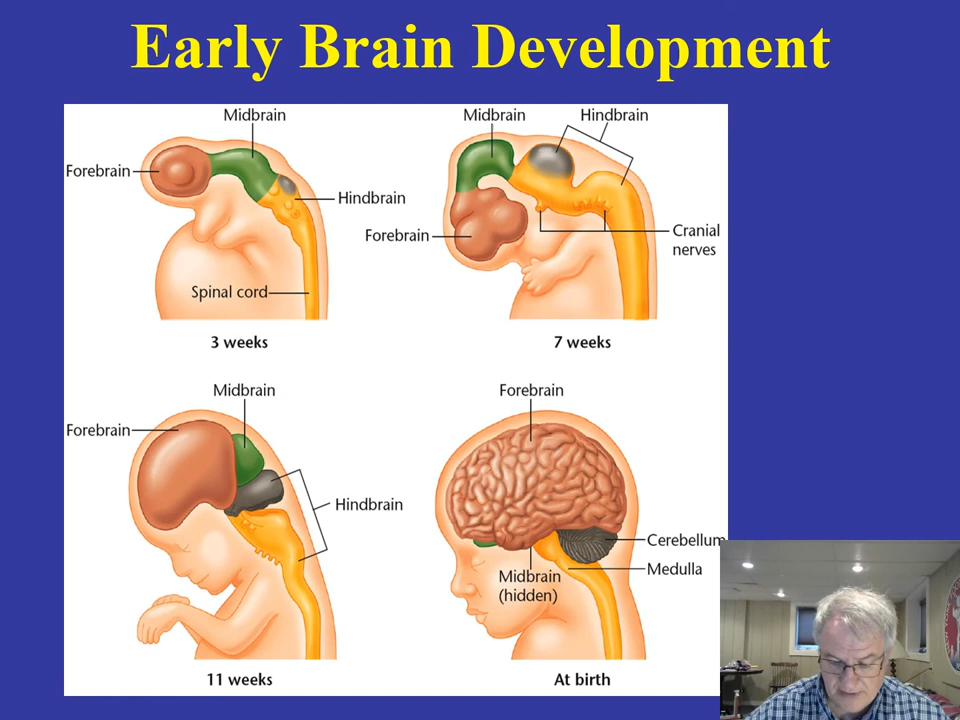 Early Brain Development
Midbrain
Forebrain
Hindbrain
Spinal cord
3 weeks
Midbrain
Hindbrain
Forebrain
Cranial
nerves
7 weeks
Midbrain
Forebrain
Hindbrain
11 weeks
Forebrain
Cerebellum
Medulla
Midbrain
(hidden)
At birth